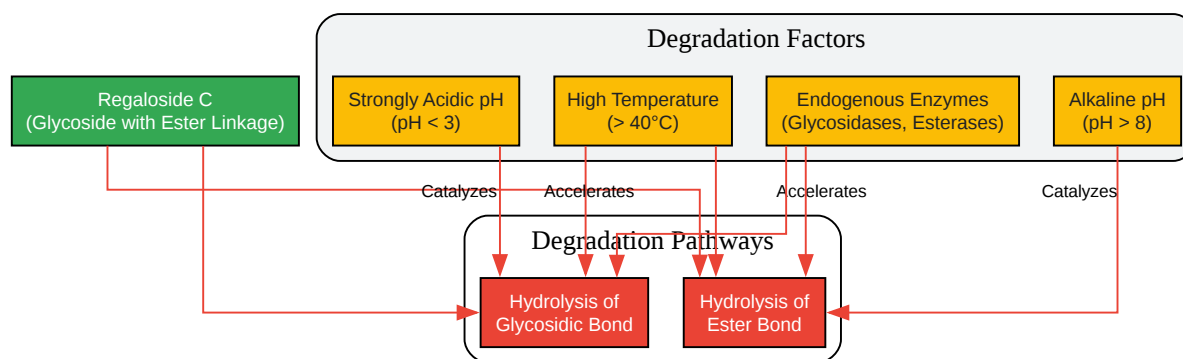 Degradation Factors
Regaloside C
(Glycoside with Ester Linkage)
Strongly Acidic pH
(pH < 3)
High Temperature
(> 40°C)
Endogenous Enzymes
(Glycosidases, Esterases)
Alkaline pH
(pH > 8)
Catalyzes
Accelerates
Accelerates
Catalyzes
Degradation Pathways
Hydrolysis of
Glycosidic Bond
Hydrolysis of
Ester Bond